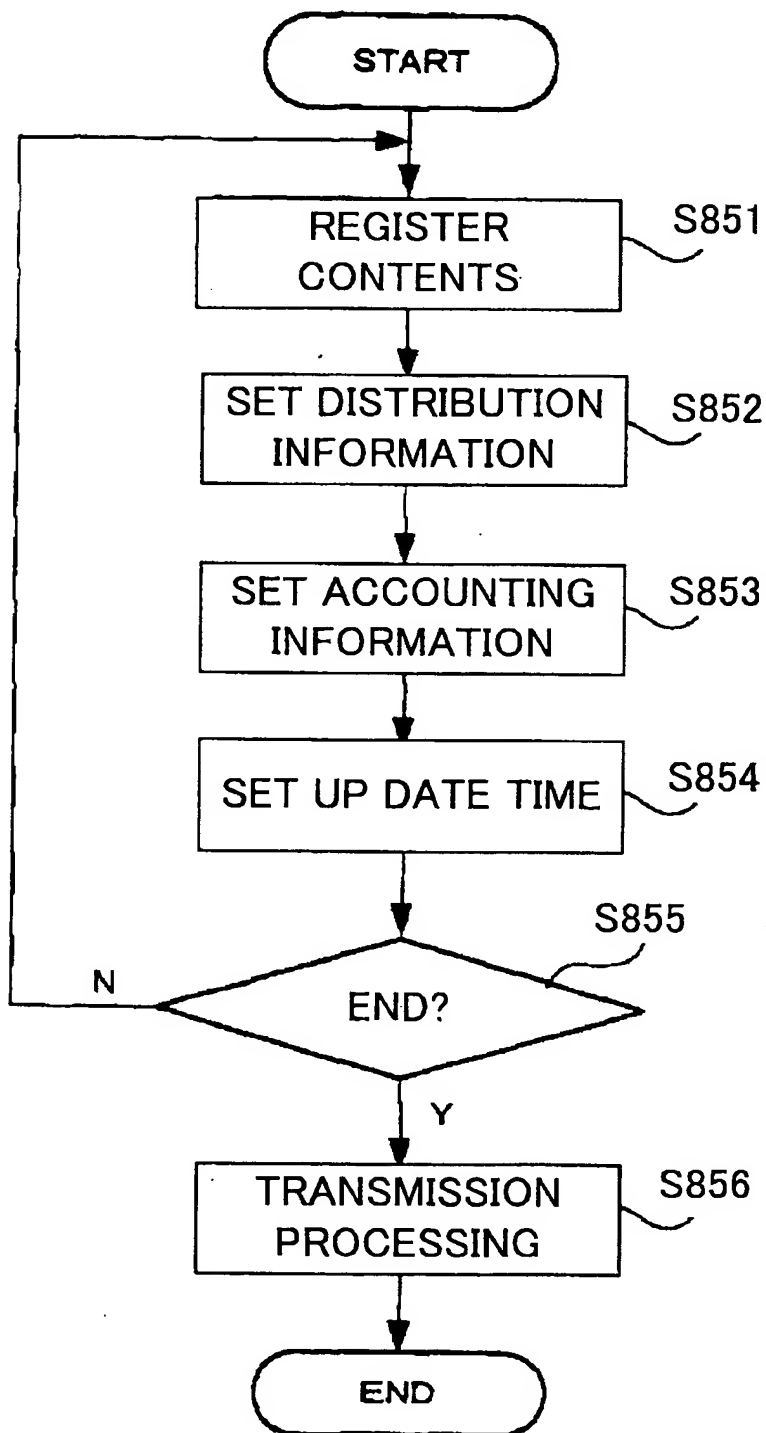 START
REGISTER
CONTENTS
S851
SET DISTRIBUTION
INFORMATION
S852
SET ACCOUNTING
INFORMATION
S853
SET UP DATE TIME
S854
S855
END?
N
Y
TRANSMISSION
PROCESSING
S856
END